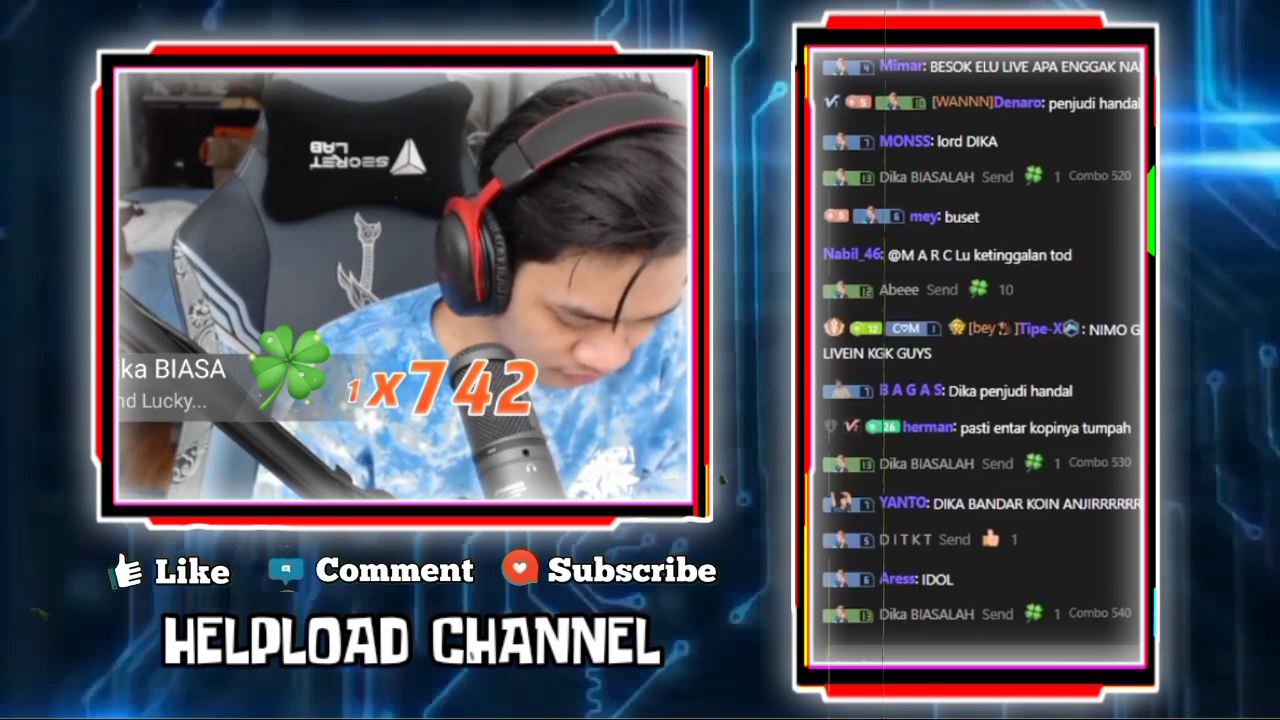 SECRET
LAB
ka BIASA
nd Lucky...
1 x742
Like
Comment
Subscribe
HELPLOAD CHANNEL
Mimar: BESOK ELU LIVE APA ENGGAK NA
[WANNN]Denaro: penjudi handal
MONSS: lord DIKA
Dika BIASALAH Send 1 Combo 520
mey: buset
Nabil_46: @M A R C Lu ketinggalan tod
Abeee Send 10
12 C♡M 1 [bey]Tipe-X: NIMO G
LIVEIN KGK GUYS
B A G A S: Dika penjudi handal
26 herman: pasti entar kopinya tumpah
Dika BIASALAH Send 1 Combo 530
YANTO: DIKA BANDAR KOIN ANJIRRRRRR
D I T K T Send 1
Aress: IDOL
Dika BIASALAH Send 1 Combo 540